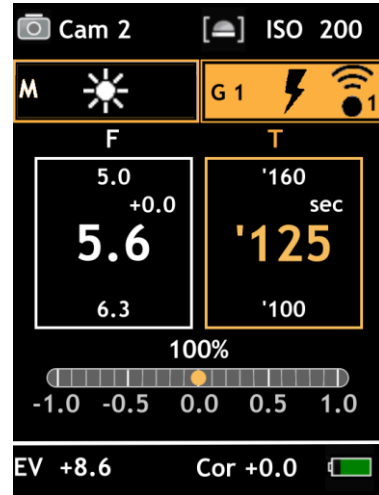 Cam 2 ISO 200
M G 1 1
F T
5.0 '160
+0.0 sec
5.6 '125
6.3 '100
100%
-1.0 -0.5 0.0 0.5 1.0
EV +8.6 Cor +0.0